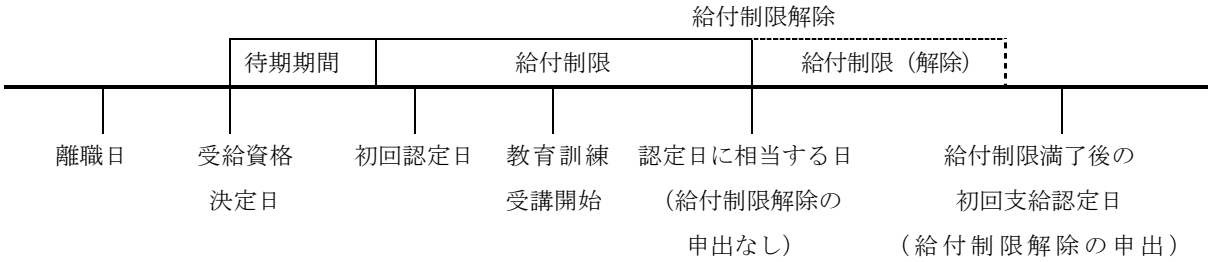 給付制限解除
待期期間 給付制限 給付制限（解除）
離職日 受給資格 初回認定日 教育訓練 認定日に相当する日 給付制限満了後の
決定日 受講開始 （給付制限解除の 初回支給認定日
申出なし） （給付制限解除の申出）